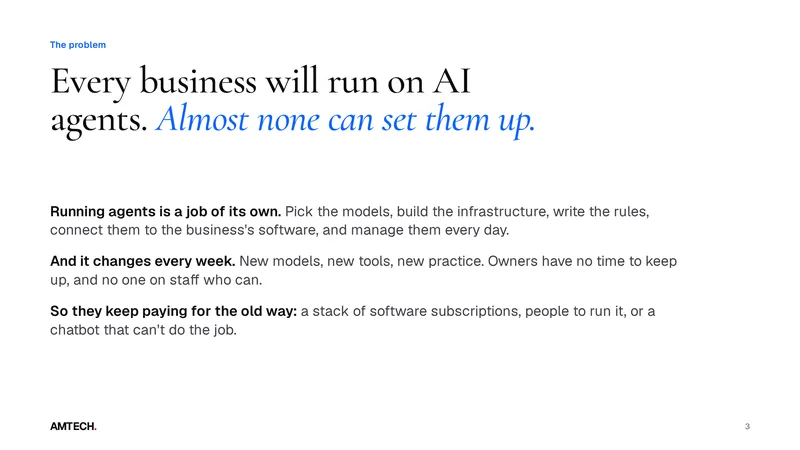 The problem
Every business will run on AI
agents. Almost none can set them up.
Running agents is a job of its own. Pick the models, build the infrastructure, write the rules,
connect them to the business's software, and manage them every day.
And it changes every week. New models, new tools, new practice. Owners have no time to keep
up, and no one on staff who can.
So they keep paying for the old way: a stack of software subscriptions, people to run it, or a
chatbot that can't do the job.
AMTECH.
3